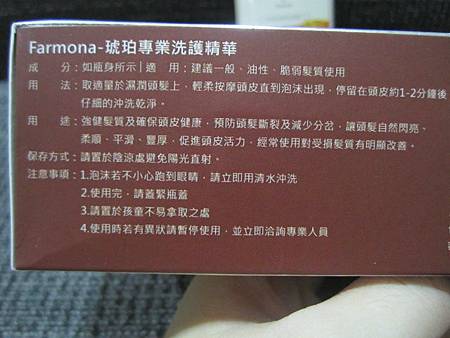 Farmona-琥珀專業洗護精華
成　　分：如瓶身所示│適　用：建議一般、油性、脆弱髮質使用
用　　法：取適量於濕潤頭髮上，輕柔按摩頭皮直到泡沫出現，停留在頭皮約1-2分鐘後
仔細的沖洗乾淨。
用　　途：強健髮質及確保頭皮健康，預防頭髮斷裂及減少分岔，讓頭髮自然閃亮、
柔順、平滑、豐厚，促進頭皮活力，經常使用對受損髮質有明顯改善。
保存方式：請置於陰涼處避免陽光直射。
注意事項：1.泡沫若不小心跑到眼睛，請立即用清水沖洗
2.使用完，請蓋緊瓶蓋
3.請置於孩童不易拿取之處
4.使用時若有異狀請暫停使用，並立即洽詢專業人員